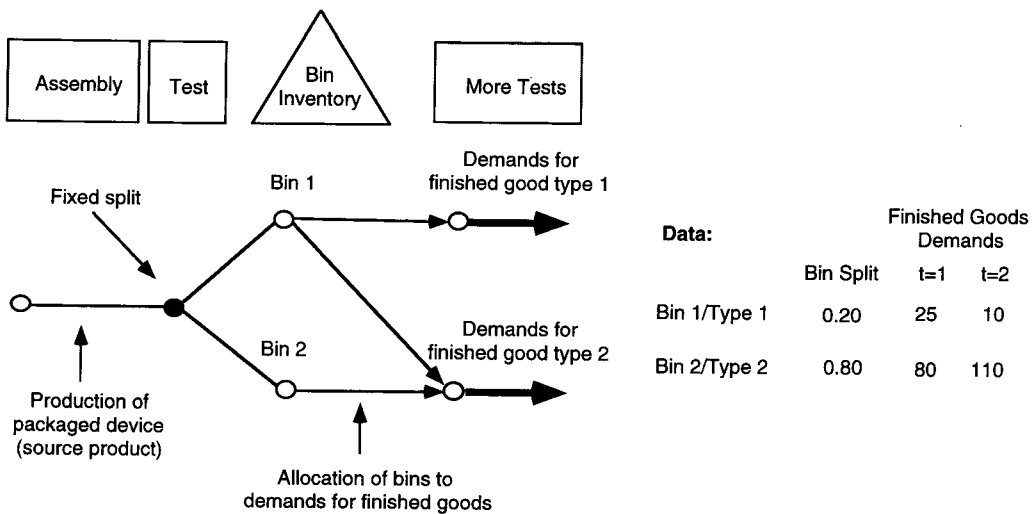 Assembly
Test
Bin
Inventory
More Tests
Fixed split
Bin 1
Demands for
finished good type 1
Bin 2
Demands for
finished good type 2
Production of
packaged device
(source product)
Allocation of bins to
demands for finished goods
Data:
Finished Goods
Demands
Bin Split t=1 t=2
Bin 1/Type 1 0.20 25 10
Bin 2/Type 2 0.80 80 110